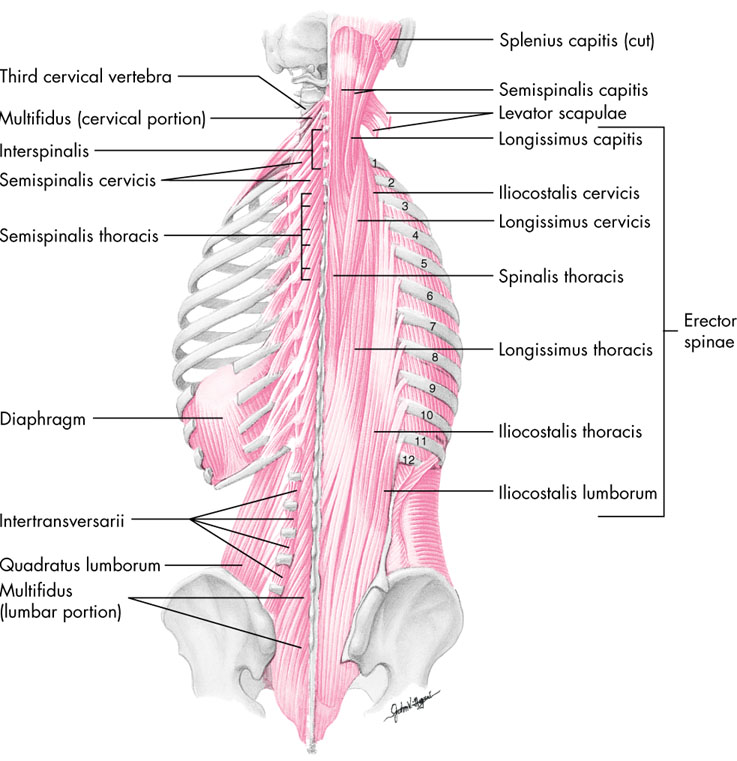 Splenius capitis (cut)
Third cervical vertebra
Semispinalis capitis
Multifidus (cervical portion)
Levator scapulae
Longissimus capitis
Interspinalis
Semispinalis cervicis
Iliocostalis cervicis
Longissimus cervicis
Semispinalis thoracis
Spinalis thoracis
Erector
spinae
Longissimus thoracis
Diaphragm
Iliocostalis thoracis
Iliocostalis lumborum
Intertransversarii
Quadratus lumborum
Multifidus
(lumbar portion)
1
2
3
4
5
6
7
8
9
10
11
12